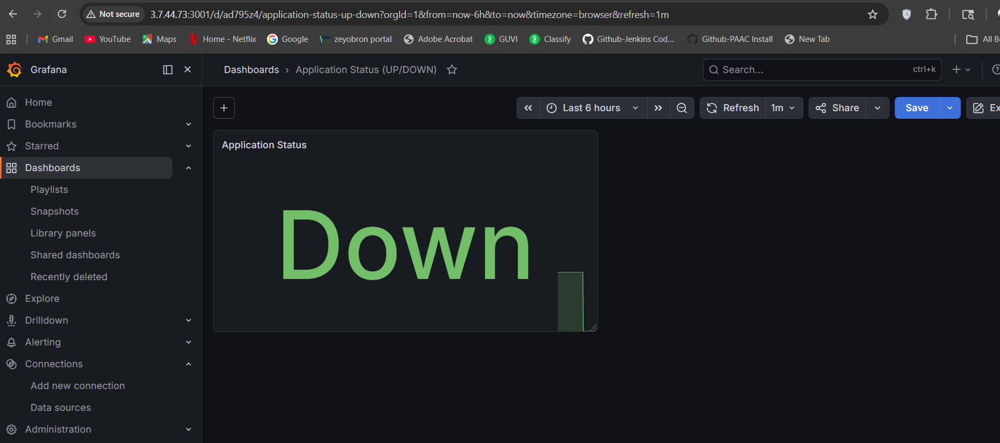 Not secure 3.7.44.73:3001/d/ad795z4/application-status-up-down?orgId=1&from=now-6h&to=now&timezone=browser&refresh=1m
Gmail YouTube Maps Home - Netflix Google zeyobron portal Adobe Acrobat GUVI Classify Github-Jenkins Cod... Github-PAAC Install New Tab All B
Grafana
Dashboards › Application Status (UP/DOWN)
Search... ctrl+k
Home
Bookmarks
Starred
Dashboards
Playlists
Snapshots
Library panels
Shared dashboards
Recently deleted
Explore
Drilldown
Alerting
Connections
Add new connection
Data sources
Administration
Last 6 hours Refresh 1m Share Save Ex
Application Status
Down